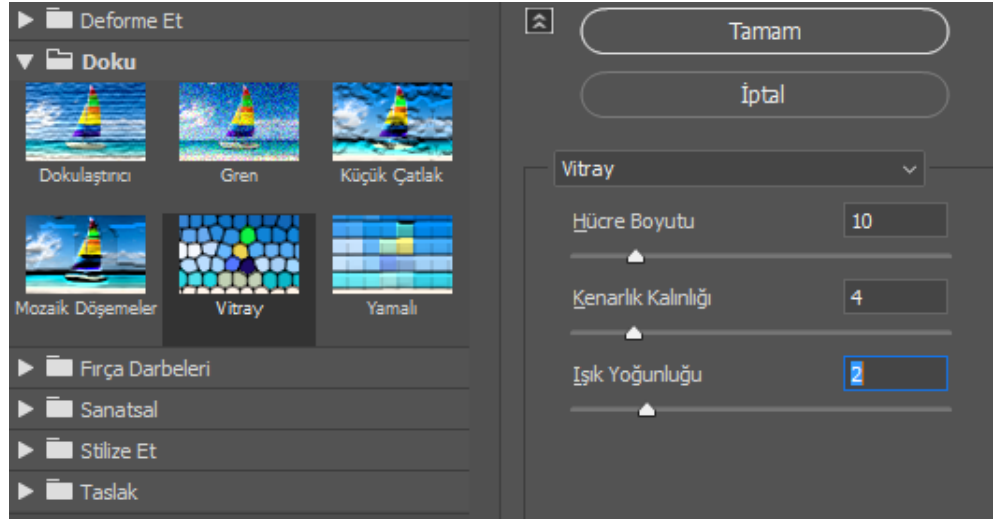 Deforme Et
Doku
Dokulaştırıcı
Gren
Küçük Çatlak
Mozaik Döşemeler
Vitray
Yamalı
Fırça Darbeleri
Sanatsal
Stilize Et
Taslak
Tamam
İptal
Vitray
Hücre Boyutu 10
Kenarlık Kalınlığı 4
Işık Yoğunluğu 2